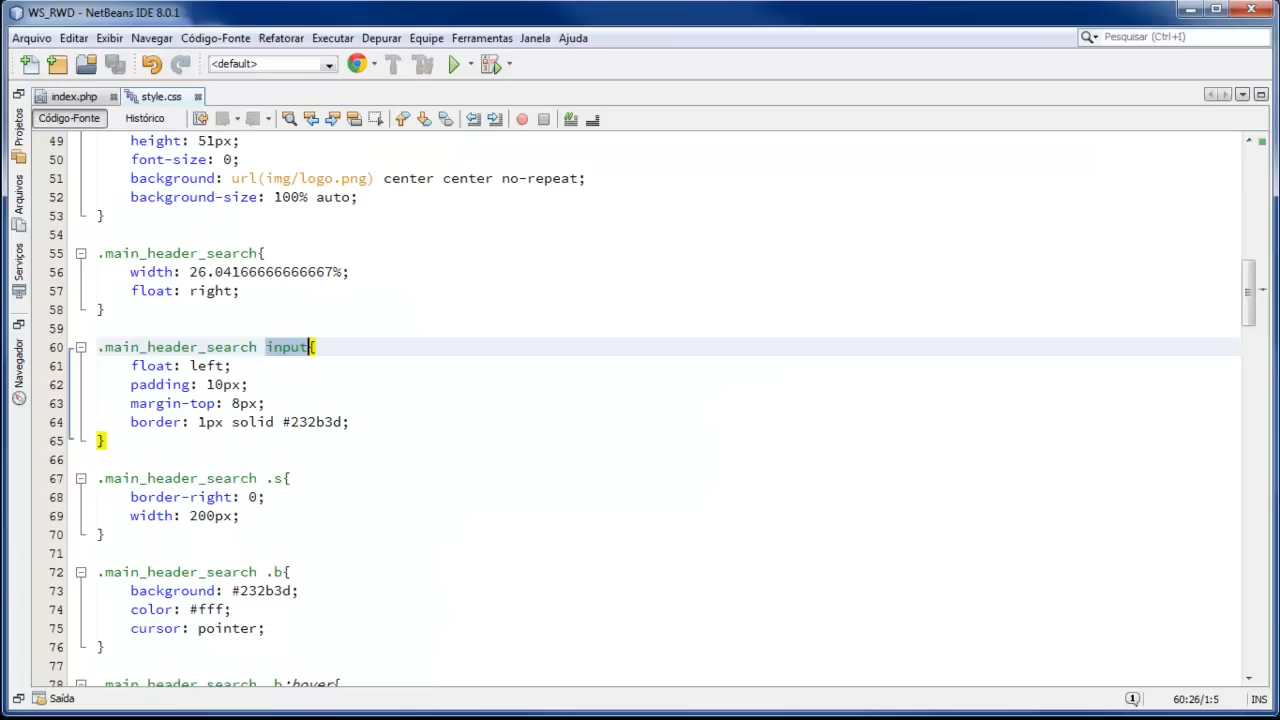 WS_RWD - NetBeans IDE 8.0.1
Arquivo Editar Exibir Navegar Código-Fonte Refatorar Executar Depurar Equipe Ferramentas Janela Ajuda
Pesquisar (Ctrl+I)
<default>
index.php style.css
Código-Fonte Histórico
Projetos
Arquivos
Serviços
Navegador
49 height: 51px;
50 font-size: 0;
51 background: url(img/logo.png) center center no-repeat;
52 background-size: 100% auto;
53 }
54
55 .main_header_search{
56 width: 26.04166666666667%;
57 float: right;
58 }
59
60 .main_header_search input{
61 float: left;
62 padding: 10px;
63 margin-top: 8px;
64 border: 1px solid #232b3d;
65 }
66
67 .main_header_search .s{
68 border-right: 0;
69 width: 200px;
70 }
71
72 .main_header_search .b{
73 background: #232b3d;
74 color: #fff;
75 cursor: pointer;
76 }
77
78 .main_header_search .b:hover{
Saída
1
60:26/1:5 INS